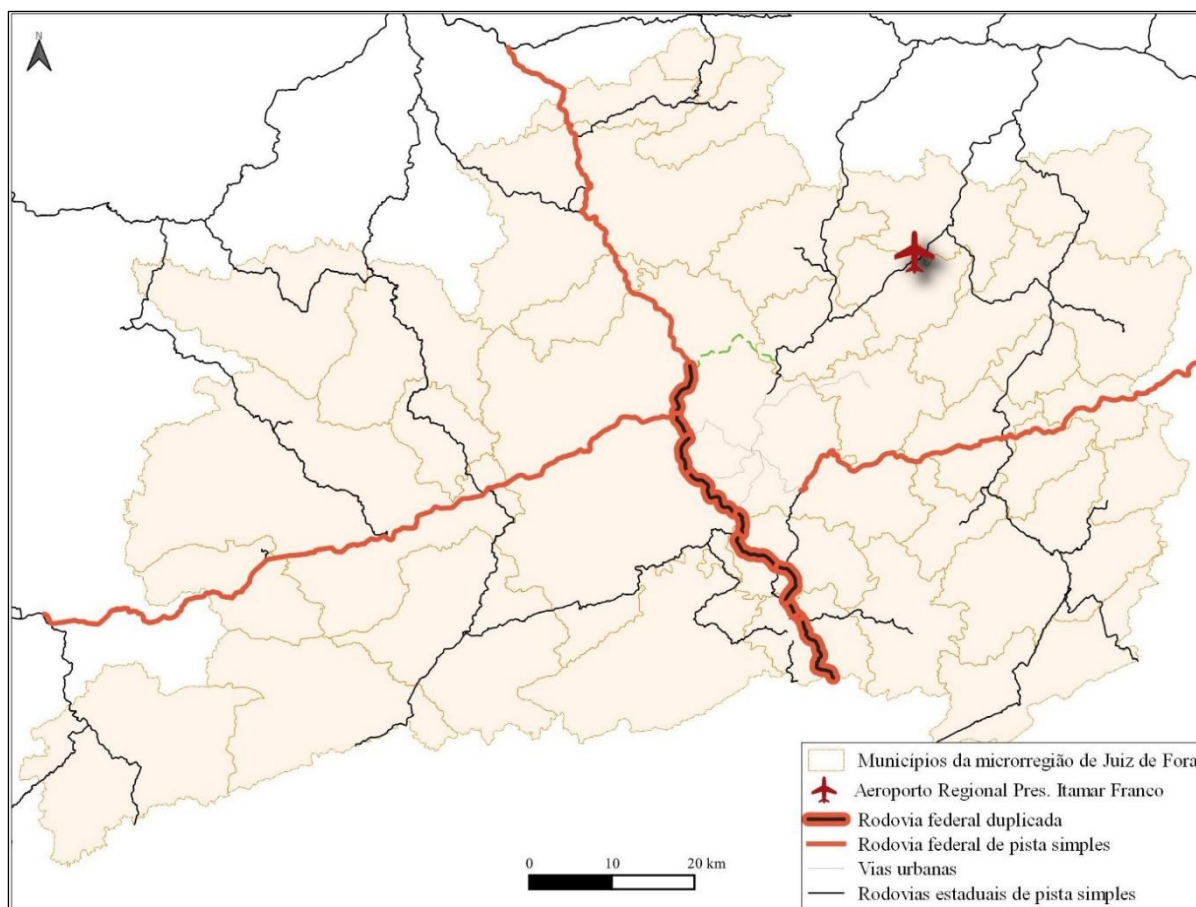 N
Municípios da microrregião de Juiz de Fora
Aeroporto Regional Pres. Itamar Franco
Rodovia federal duplicada
Rodovia federal de pista simples
Vias urbanas
Rodovias estaduais de pista simples
0 10 20 km